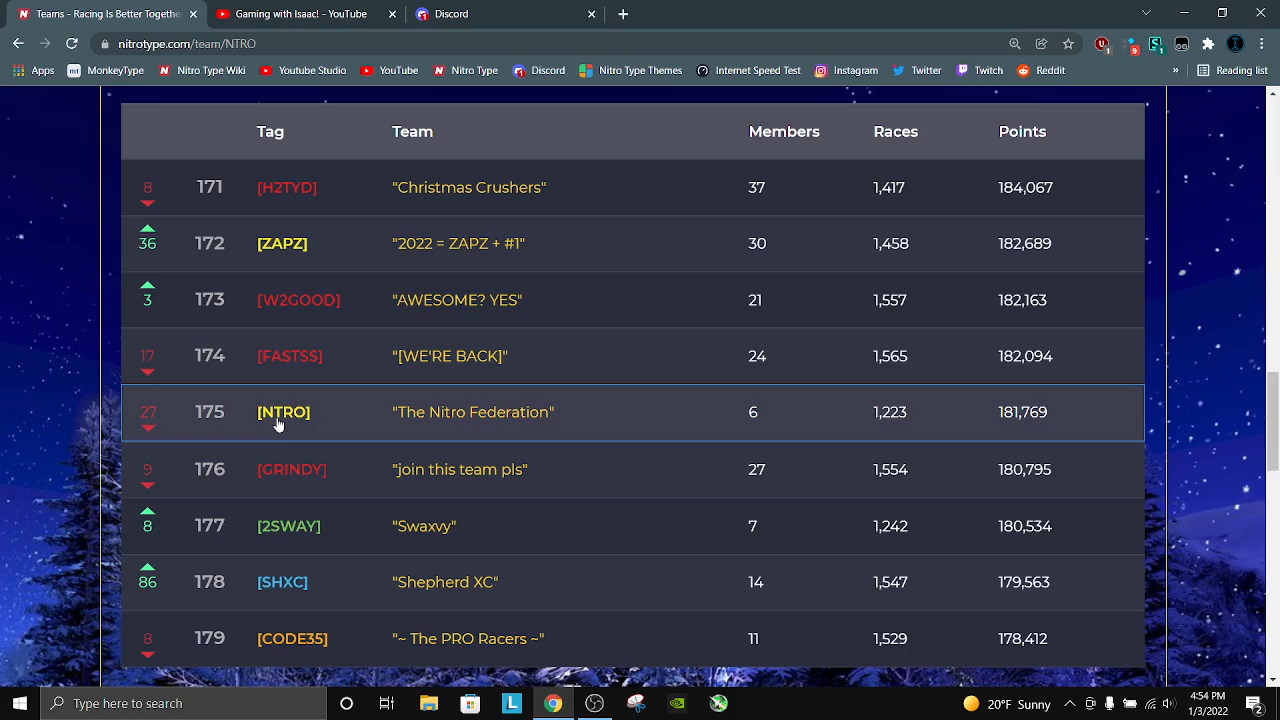 Teams - Racing Together
Gaming with isaac - YouTube
Team | Discord
nitrotype.com/team/NTRO
1
9
1
Apps
MonkeyType
Nitro Type Wiki
Youtube Studio
YouTube
Nitro Type
Discord
Nitro Type Themes
Internet Speed Test
Instagram
Twitter
Twitch
Reddit
»
Reading list
Tag Team Members Races Points
8 171 [H2TYD] "Christmas Crushers" 37 1,417 184,067
36 172 [ZAPZ] "2022 = ZAPZ + #1" 30 1,458 182,689
3 173 [W2GOOD] "AWESOME? YES" 21 1,557 182,163
17 174 [FASTSS] "[WE'RE BACK]" 24 1,565 182,094
27 175 [NTRO] "The Nitro Federation" 6 1,223 181,769
9 176 [GRINDY] "join this team pls" 27 1,554 180,795
8 177 [2SWAY] "Swaxvy" 7 1,242 180,534
86 178 [SHXC] "Shepherd XC" 14 1,547 179,563
8 179 [CODE35] "~ The PRO Racers ~" 11 1,529 178,412
Type here to search
L
20°F Sunny
4:54 PM
1/3/2022
2